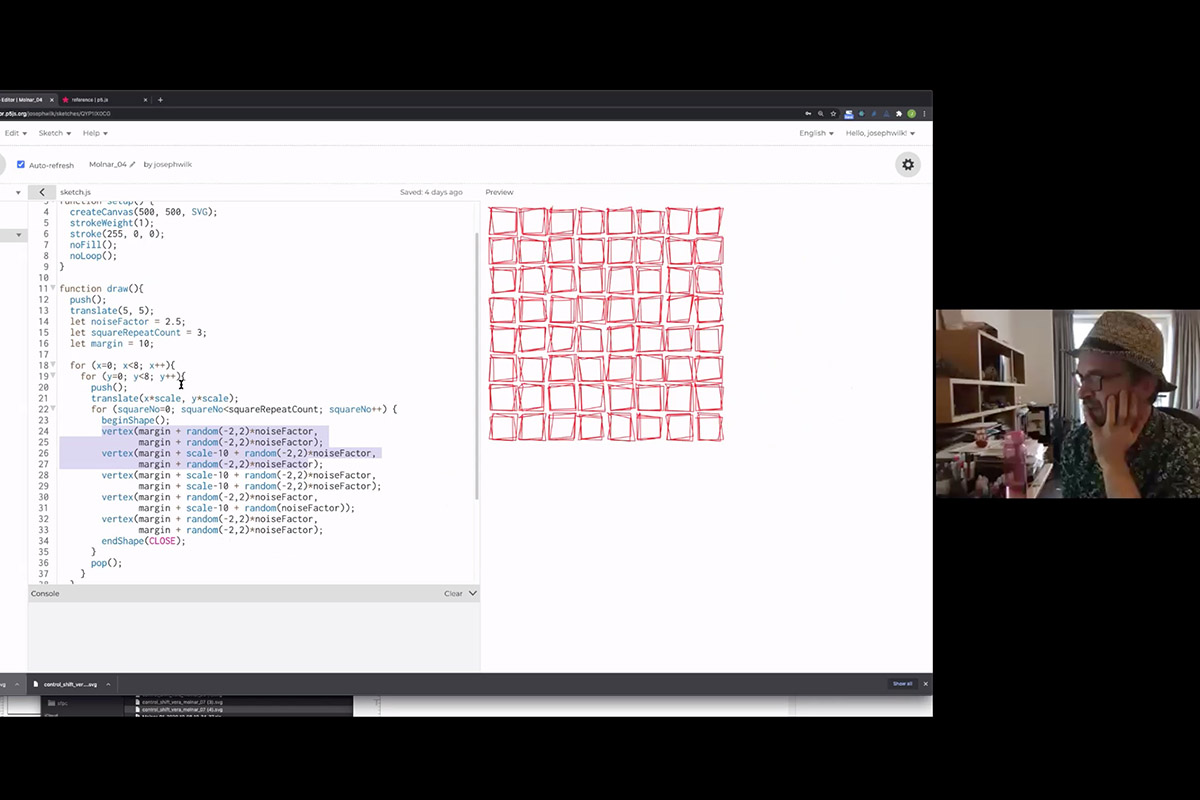 Editor | Molnar_04
reference | p5.js
josephwilk/sketches/
Edit
Sketch
Help
English
Hello, josephwilk!
Auto-refresh
Molnar_04
by josephwilk
sketch.js
Saved: 4 days ago
Preview
3 function setup() {
4 createCanvas(500, 500, SVG);
5 strokeWeight(1);
6 stroke(255, 0, 0);
7 noFill();
8 noLoop();
9 }
10
11 function draw(){
12 push();
13 translate(5, 5);
14 let noiseFactor = 2.5;
15 let squareRepeatCount = 3;
16 let margin = 10;
17
18 for (x=0; x<8; x++){
19 for (y=0; y<8; y++){
20 push();
21 translate(x*scale, y*scale);
22 for (squareNo=0; squareNo<squareRepeatCount; squareNo++) {
23 beginShape();
24 vertex(margin + random(-2,2)*noiseFactor,
25 margin + random(-2,2)*noiseFactor);
26 vertex(margin + scale-10 + random(-2,2)*noiseFactor,
27 margin + random(-2,2)*noiseFactor);
28 vertex(margin + scale-10 + random(-2,2)*noiseFactor,
29 margin + scale-10 + random(-2,2)*noiseFactor);
30 vertex(margin + random(-2,2)*noiseFactor,
31 margin + scale-10 + random(noiseFactor));
32 vertex(margin + random(-2,2)*noiseFactor,
33 margin + random(-2,2)*noiseFactor);
34 endShape(CLOSE);
35 }
36 pop();
37 }
38 }
Console
Clear
control_shift_ver....svg
Show all
control_shift_vera_molnar_07 (3).svg
control_shift_vera_molnar_07 (4).svg